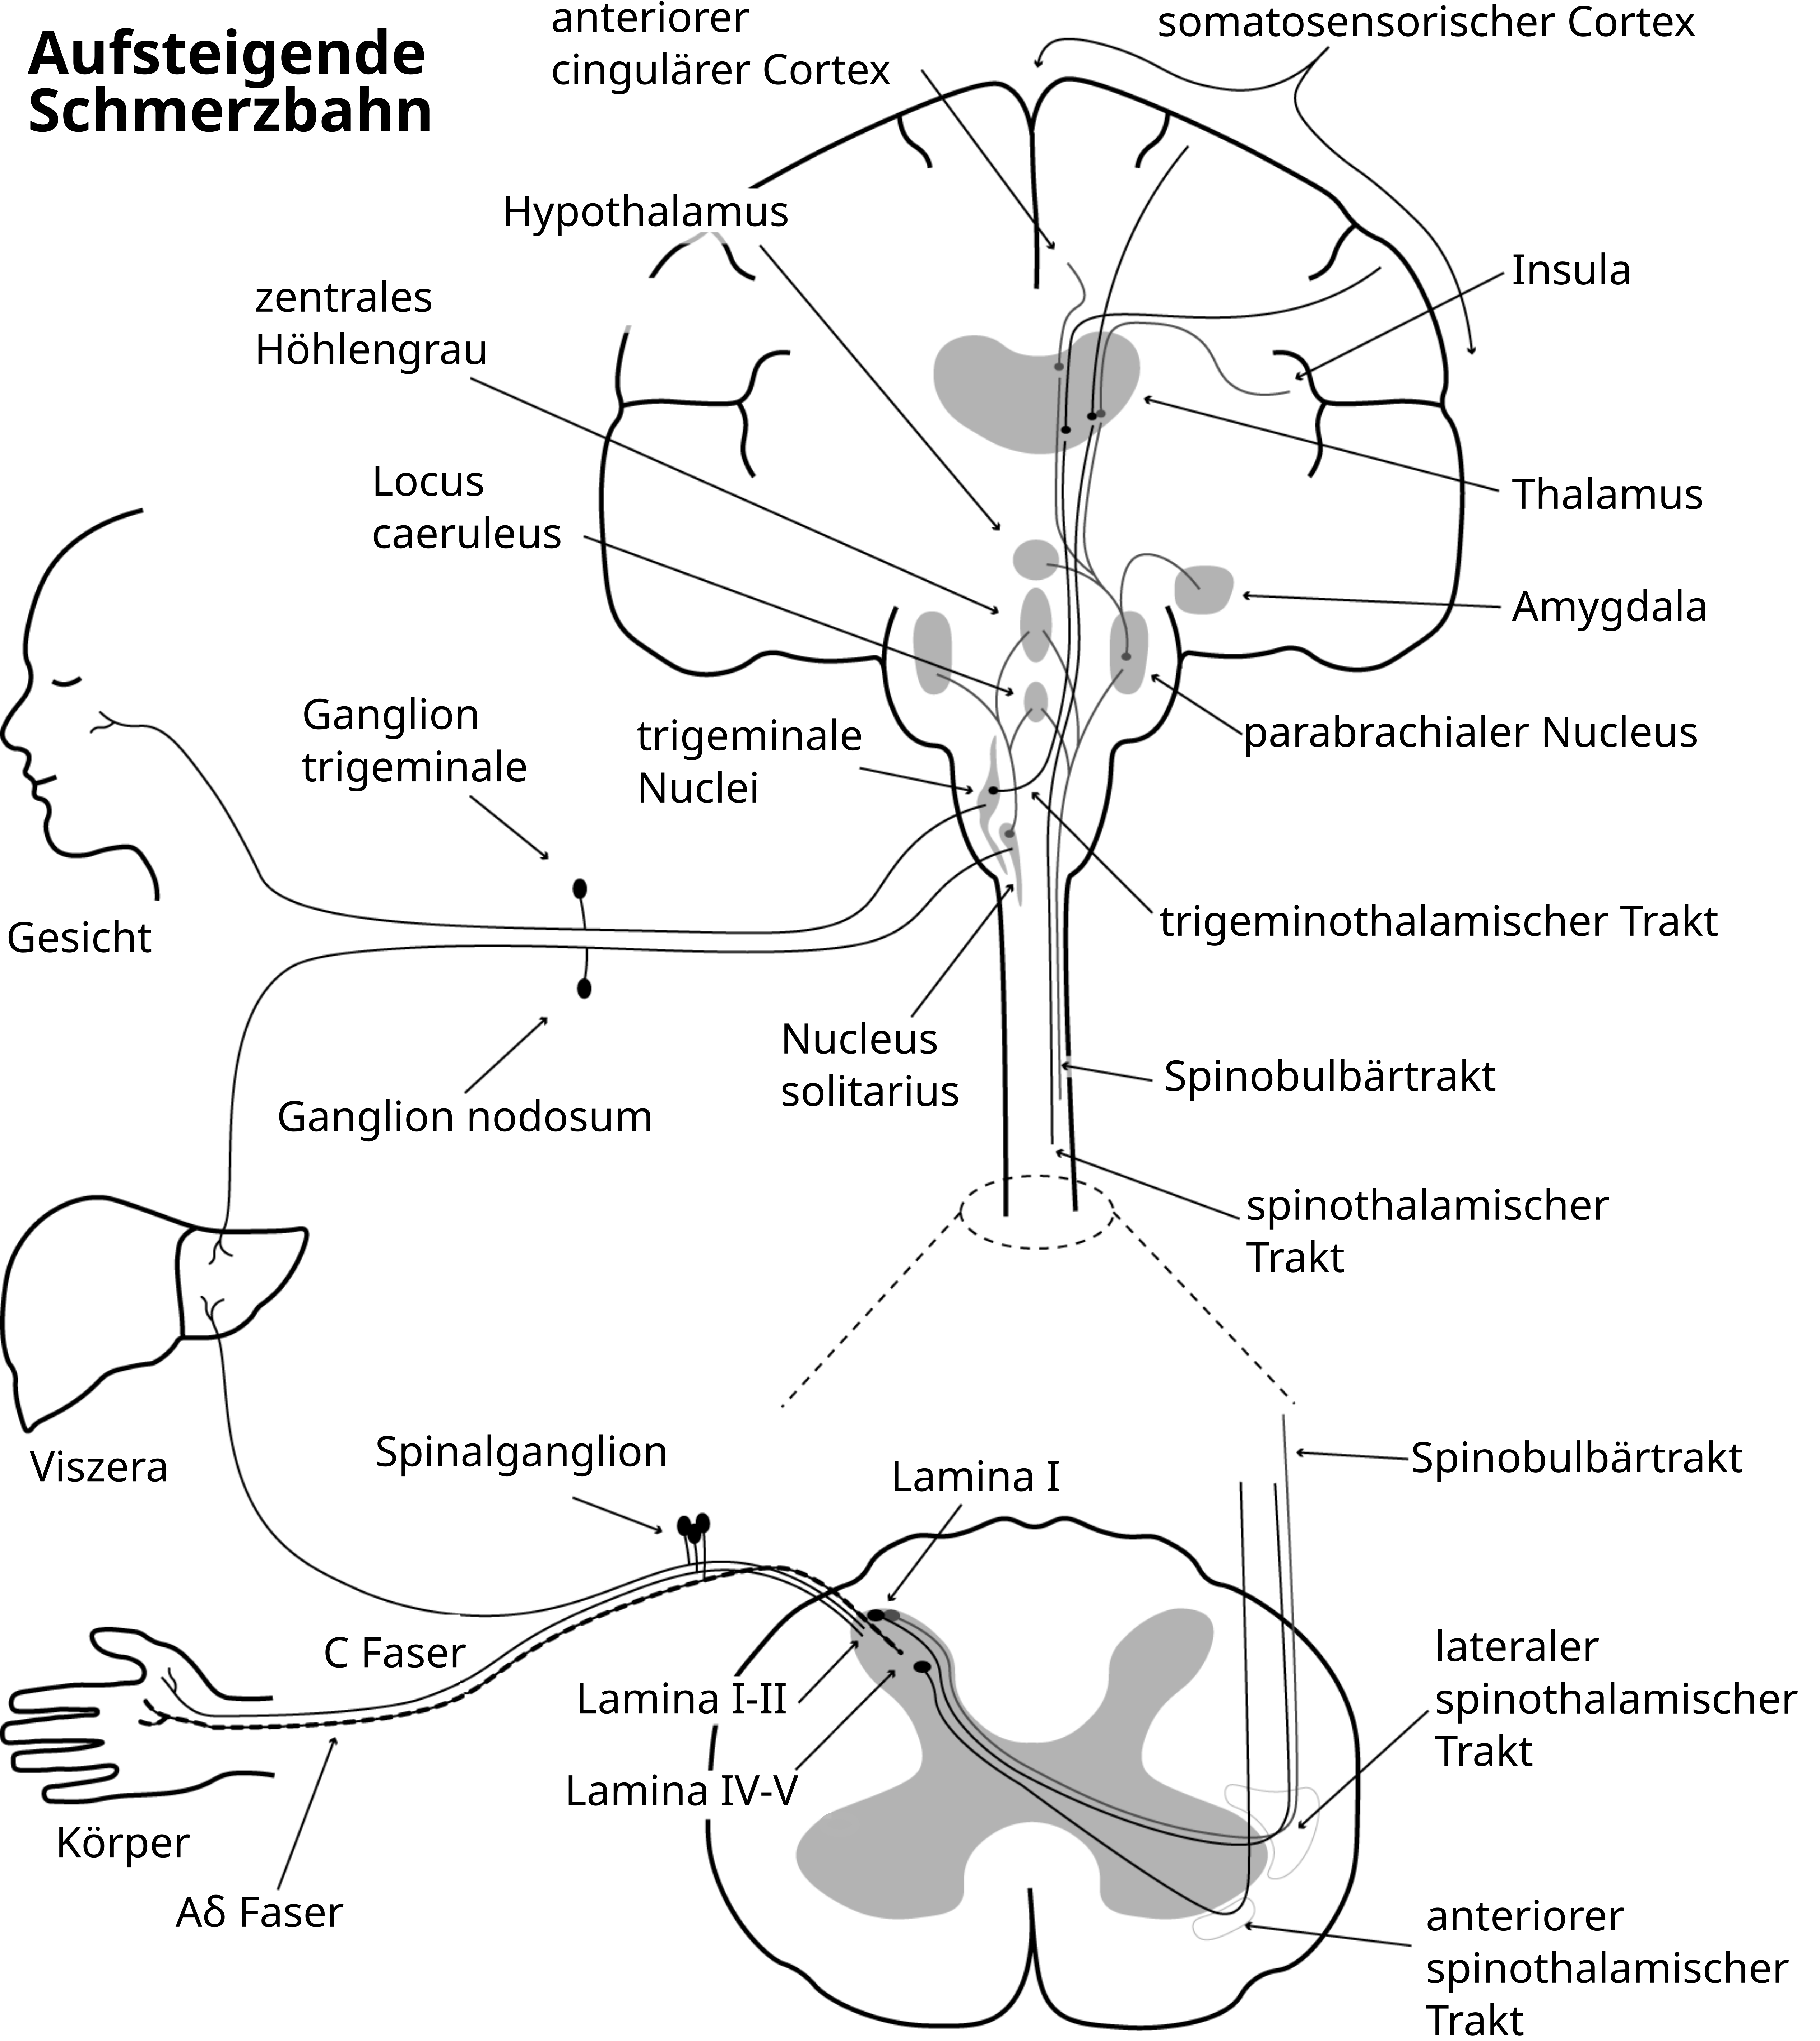 Aufsteigende
Schmerzbahn
anteriorer
cingulärer Cortex
somatosensorischer Cortex
Hypothalamus
Insula
zentrales
Höhlengrau
Locus
caeruleus
Thalamus
Amygdala
Ganglion
trigeminale
trigeminale
Nuclei
parabrachialer Nucleus
Gesicht
trigeminothalamischer Trakt
Nucleus
solitarius
Spinobulbärtrakt
Ganglion nodosum
spinothalamischer
Trakt
Viszera
Spinalganglion
Lamina I
Spinobulbärtrakt
C Faser
Lamina I-II
lateraler
spinothalamischer
Trakt
Lamina IV-V
Körper
Aδ Faser
anteriorer
spinothalamischer
Trakt